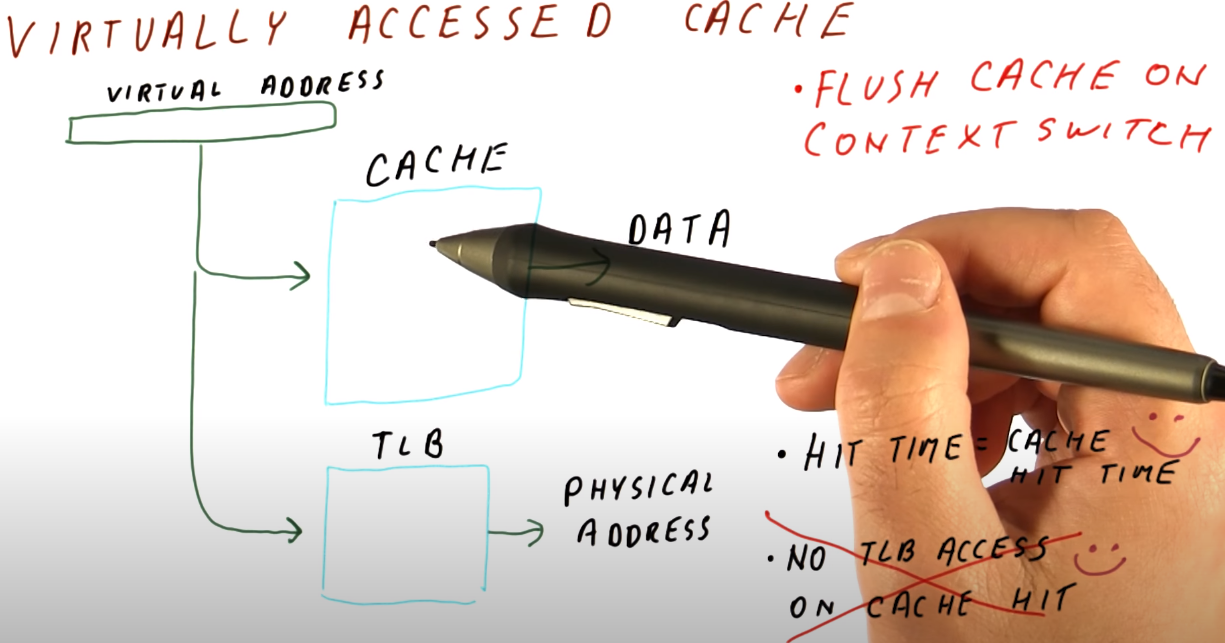 VIRTUALLY ACCESSED CACHE
VIRTUAL ADDRESS
• FLUSH CACHE ON
CONTEXT SWITCH
CACHE
DATA
TLB
PHYSICAL
ADDRESS
• HIT TIME = CACHE
HIT TIME
• NO TLB ACCESS
ON CACHE HIT